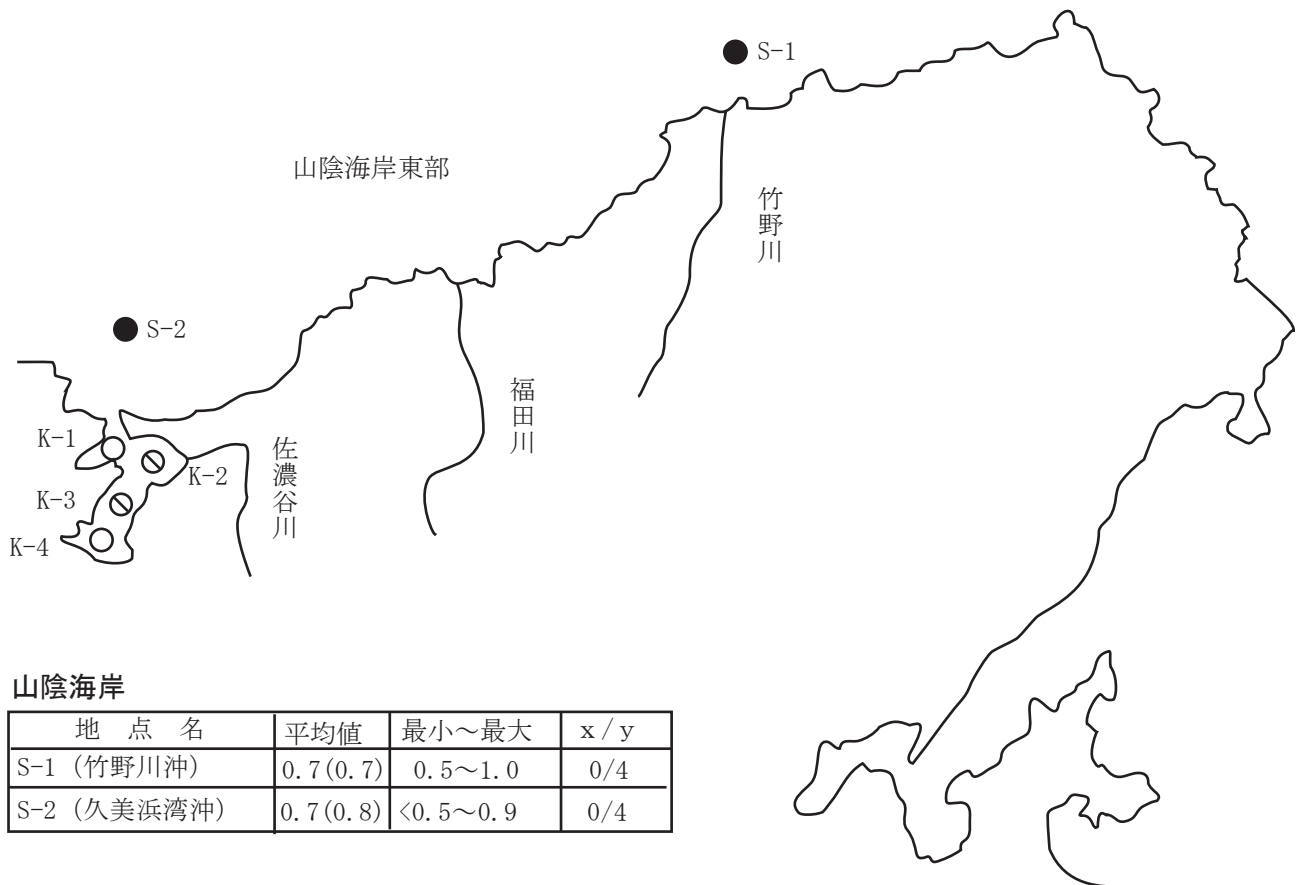 S-1
山陰海岸東部
竹野川
S-2
福田川
K-1
佐濃谷川
K-2
K-3
K-4
山陰海岸
地 点 名 平均値 最小～最大 x/y
S-1 (竹野川沖) 0.7(0.7) 0.5～1.0 0/4
S-2 (久美浜湾沖) 0.7(0.8) <0.5～0.9 0/4